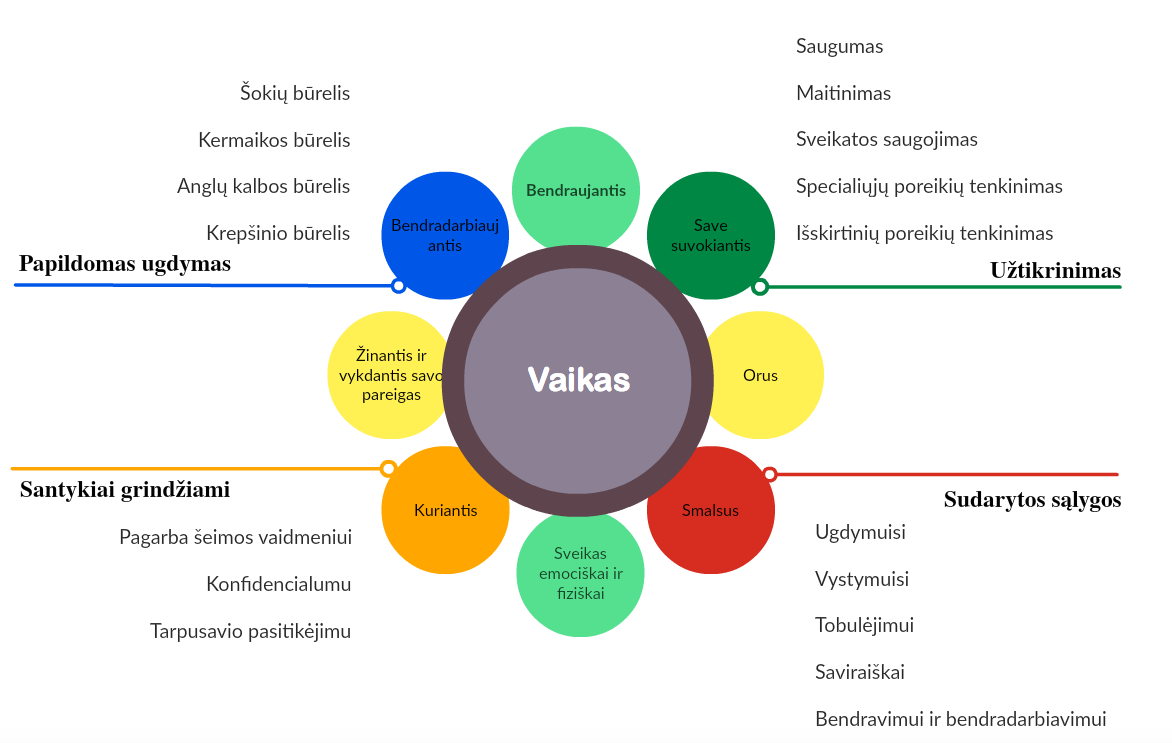 Šokių būrelis
Kermaikos būrelis
Anglų kalbos būrelis
Krepšinio būrelis
Papildomas ugdymas
Saugumas
Maitinimas
Sveikatos saugojimas
Specialiųjų poreikių tenkinimas
Išskirtinių poreikių tenkinimas
Užtikrinimas
Bendraujantis
Bendradarbiauj
antis
Save
suvokiantis
Žinantis ir
vykdantis savo
pareigas
Vaikas
Orus
Kuriantis
Smalsus
Sveikas
emociškai ir
fiziškai
Santykiai grindžiami
Pagarba šeimos vaidmeniui
Konfidencialumu
Tarpusavio pasitikėjimu
Sudarytos sąlygos
Ugdymuisi
Vystymuisi
Tobulėjimui
Saviraiškai
Bendravimui ir bendradarbiavimui